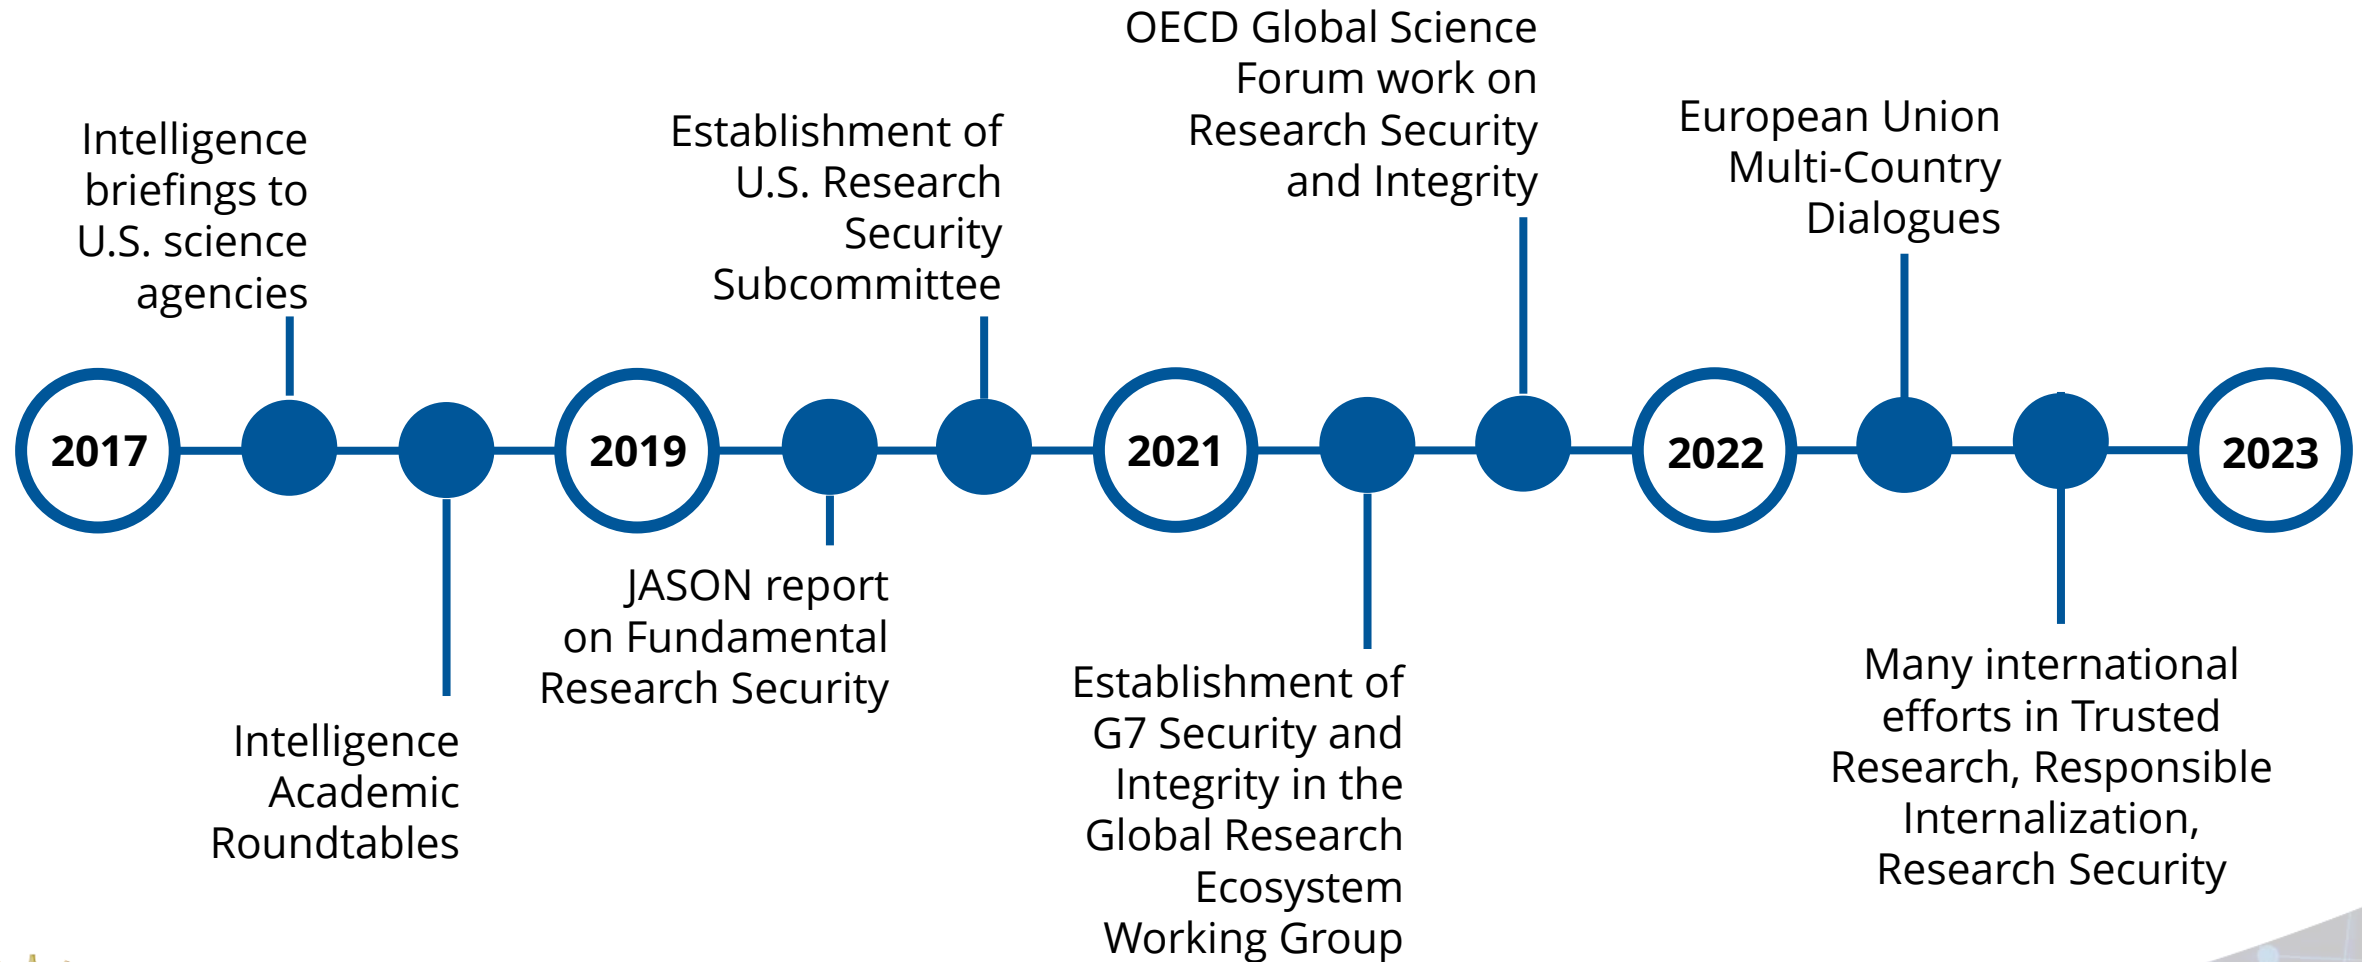 Intelligence
briefings to
U.S. science
agencies
Establishment of
U.S. Research
Security
Subcommittee
OECD Global Science
Forum work on
Research Security
and Integrity
European Union
Multi-Country
Dialogues
2017
2019
2021
2022
2023
Intelligence
Academic
Roundtables
JASON report
on Fundamental
Research Security
Establishment of
G7 Security and
Integrity in the
Global Research
Ecosystem
Working Group
Many international
efforts in Trusted
Research, Responsible
Internalization,
Research Security